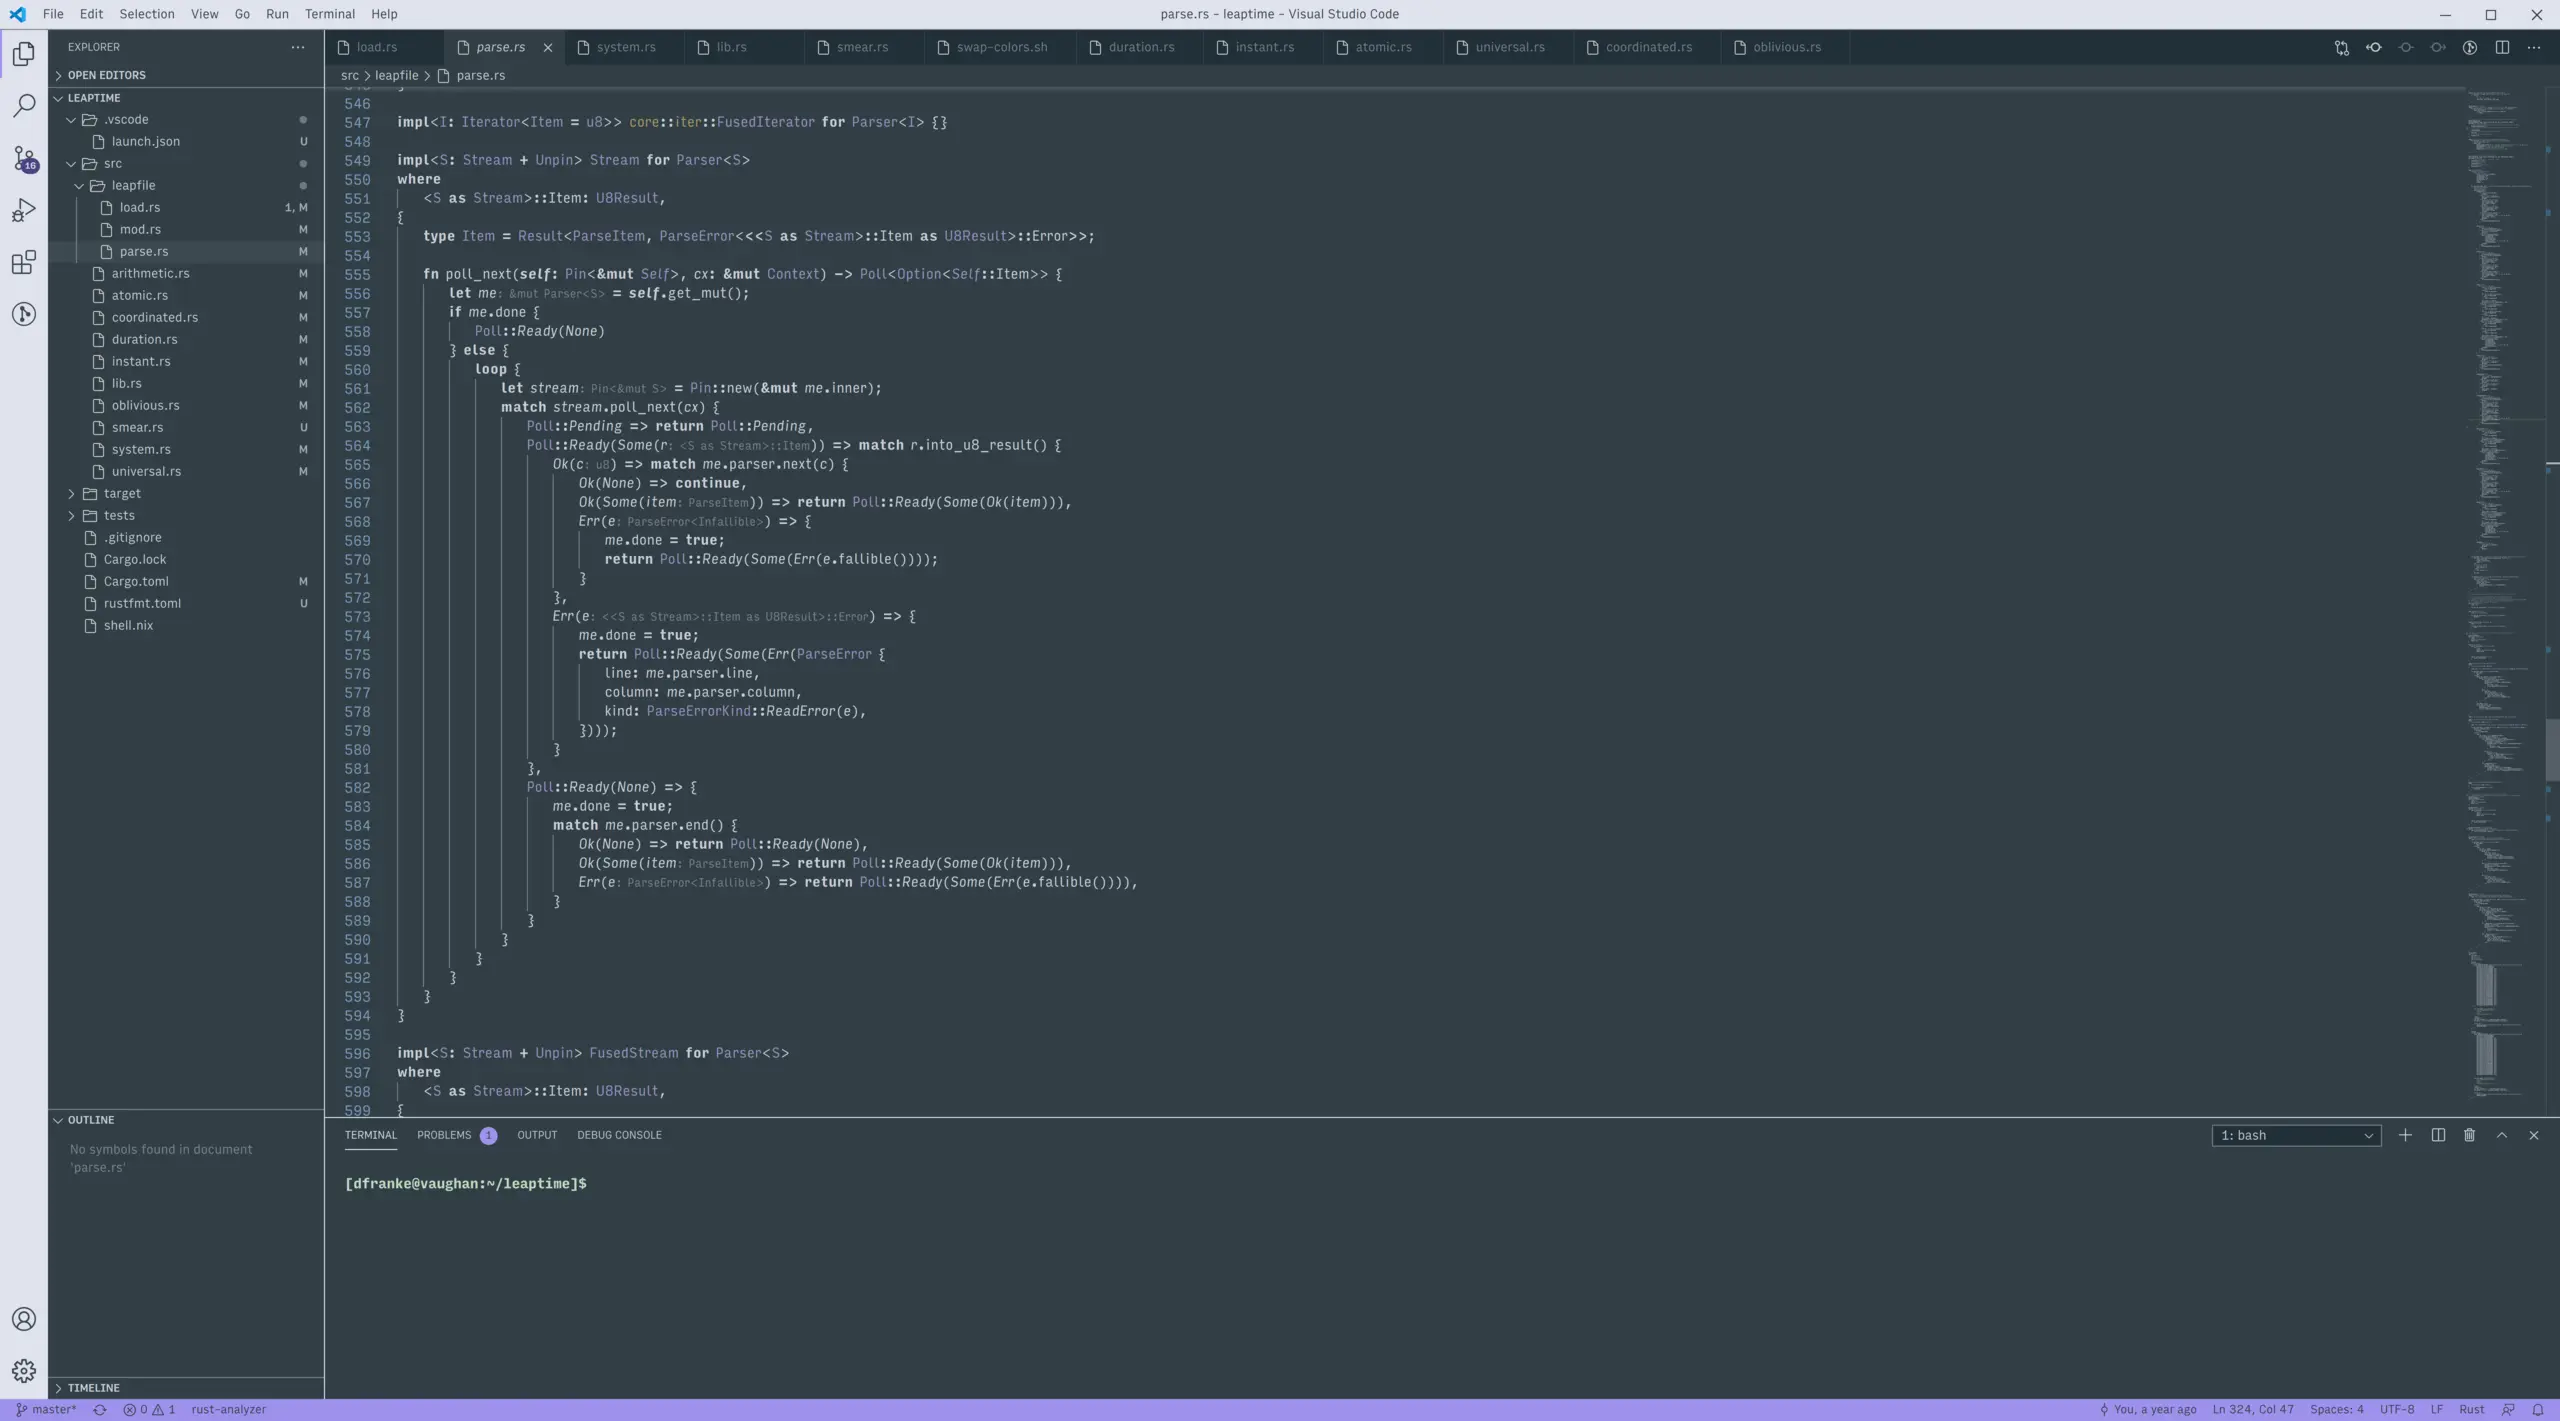 File Edit Selection View Go Run Terminal Help
parse.rs - leaptime - Visual Studio Code
EXPLORER
OPEN EDITORS
LEAPTIME
.vscode
launch.json U
src
leapfile
load.rs 1, M
mod.rs M
parse.rs M
arithmetic.rs M
atomic.rs M
coordinated.rs M
duration.rs M
instant.rs M
lib.rs M
oblivious.rs M
smear.rs U
system.rs M
universal.rs M
target
tests
.gitignore
Cargo.lock
Cargo.toml M
rustfmt.toml U
shell.nix
16
OUTLINE
No symbols found in document
'parse.rs'
TIMELINE
load.rs parse.rs system.rs lib.rs smear.rs swap-colors.sh duration.rs instant.rs atomic.rs universal.rs coordinated.rs oblivious.rs
src > leapfile > parse.rs
546
547 impl<I: Iterator<Item = u8>> core::iter::FusedIterator for Parser<I> {}
548
549 impl<S: Stream + Unpin> Stream for Parser<S>
550 where
551 <S as Stream>::Item: U8Result,
552 {
553 type Item = Result<ParseItem, ParseError<<<S as Stream>::Item as U8Result>::Error>>;
554
555 fn poll_next(self: Pin<&mut Self>, cx: &mut Context) -> Poll<Option<Self::Item>> {
556 let me: &mut Parser<S> = self.get_mut();
557 if me.done {
558 Poll::Ready(None)
559 } else {
560 loop {
561 let stream: Pin<&mut S> = Pin::new(&mut me.inner);
562 match stream.poll_next(cx) {
563 Poll::Pending => return Poll::Pending,
564 Poll::Ready(Some(r: <S as Stream>::Item)) => match r.into_u8_result() {
565 Ok(c: u8) => match me.parser.next(c) {
566 Ok(None) => continue,
567 Ok(Some(item: ParseItem)) => return Poll::Ready(Some(Ok(item))),
568 Err(e: ParseError<Infallible>) => {
569 me.done = true;
570 return Poll::Ready(Some(Err(e.fallible())));
571 }
572 },
573 Err(e: <<S as Stream>::Item as U8Result>::Error) => {
574 me.done = true;
575 return Poll::Ready(Some(Err(ParseError {
576 line: me.parser.line,
577 column: me.parser.column,
578 kind: ParseErrorKind::ReadError(e),
579 })));
580 }
581 },
582 Poll::Ready(None) => {
583 me.done = true;
584 match me.parser.end() {
585 Ok(None) => return Poll::Ready(None),
586 Ok(Some(item: ParseItem)) => return Poll::Ready(Some(Ok(item))),
587 Err(e: ParseError<Infallible>) => return Poll::Ready(Some(Err(e.fallible()))),
588 }
589 }
590 }
591 }
592 }
593 }
594 }
595
596 impl<S: Stream + Unpin> FusedStream for Parser<S>
597 where
598 <S as Stream>::Item: U8Result,
599 {
TERMINAL PROBLEMS 1 OUTPUT DEBUG CONSOLE
1: bash
[dfranke@vaughan:~/leaptime]$
master* 0 1 rust-analyzer
You, a year ago Ln 324, Col 47 Spaces: 4 UTF-8 LF Rust